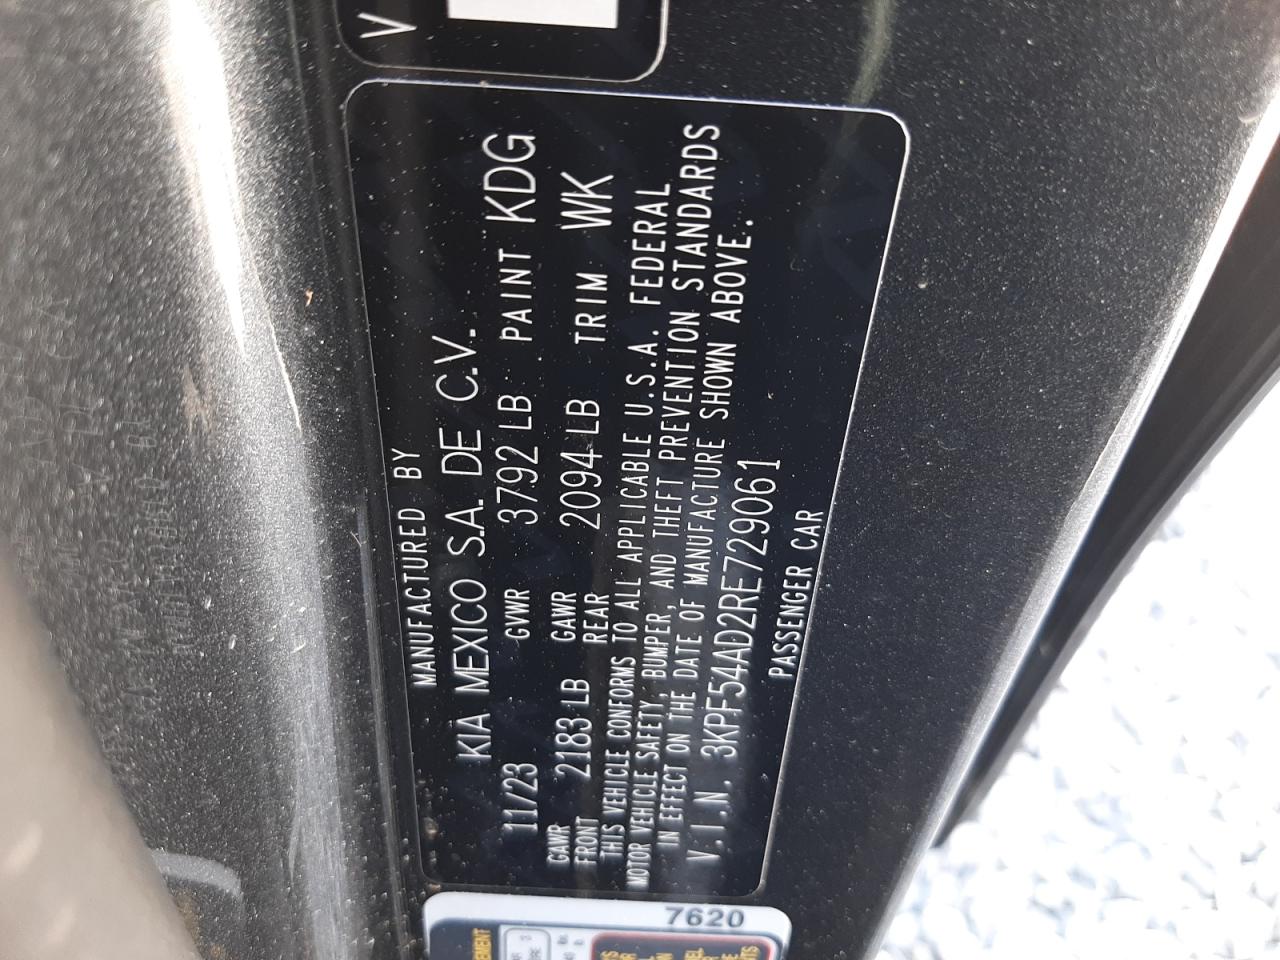 V
MANUFACTURED BY
KIA MEXICO S.A. DE C.V.
11/23 GVWR 3792 LB PAINT KDG
GAWR FRONT 2183 LB GAWR REAR 2094 LB TRIM WK
THIS VEHICLE CONFORMS TO ALL APPLICABLE U.S.A. FEDERAL
MOTOR VEHICLE SAFETY, BUMPER, AND THEFT PREVENTION STANDARDS
IN EFFECT ON THE DATE OF MANUFACTURE SHOWN ABOVE.
V.I.N. 3KPF54AD2RE729061
PASSENGER CAR
7620